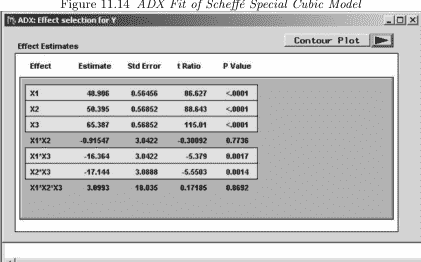 Figure 11.14 ADX Fit of Scheffé Special Cubic Model
ADX: Effect selection for Y
Contour Plot
Effect Estimates
Effect Estimate Std Error t Ratio P Value
X1 48.906 0.56456 86.627 <.0001
X2 50.395 0.56852 88.643 <.0001
X3 65.387 0.56852 115.01 <.0001
X1*X2 -0.91547 3.0422 -0.30092 0.7736
X1*X3 -16.364 3.0422 -5.379 0.0017
X2*X3 -17.144 3.0888 -5.5503 0.0014
X1*X2*X3 3.0993 18.035 0.17185 0.8692